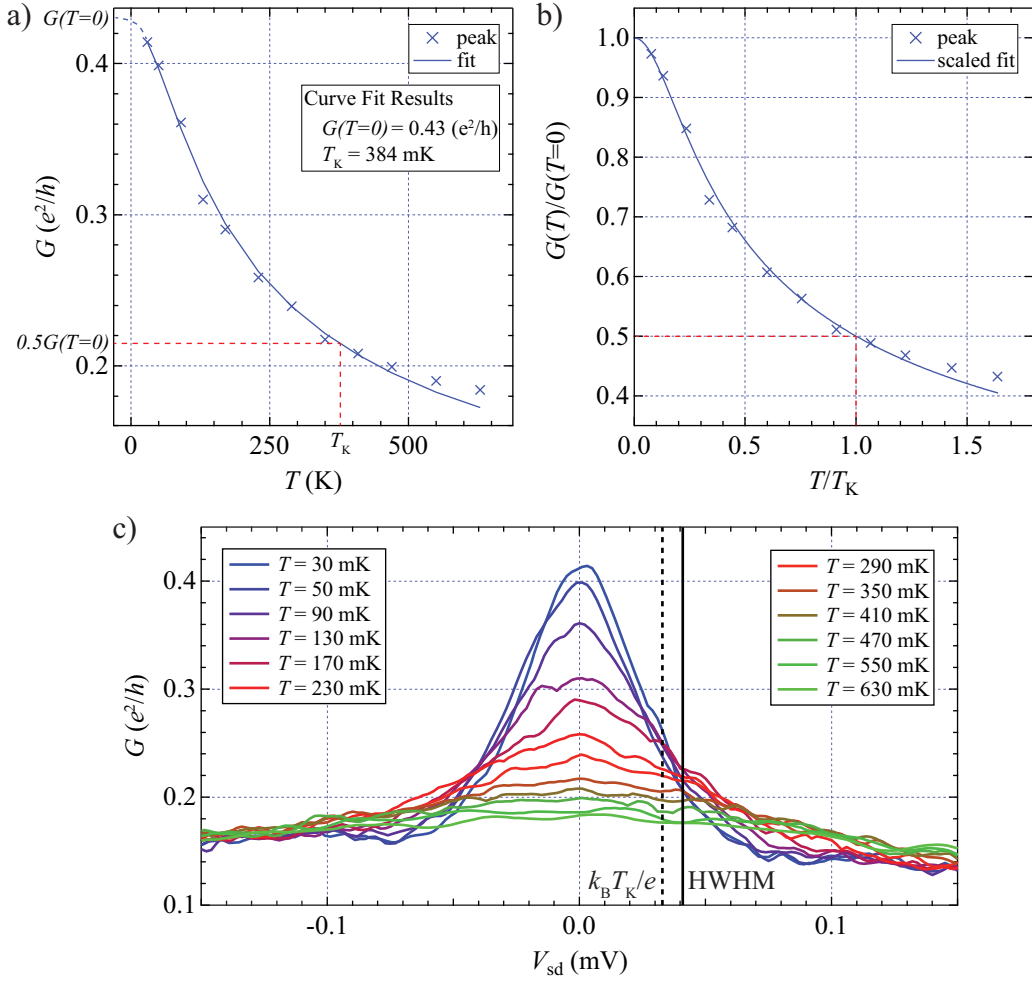 a)
G(T=0)
0.4
0.3
0.5G(T=0)
0.2
G (e²/h)
× peak
fit
Curve Fit Results
G(T=0) = 0.43 (e²/h)
T_K = 384 mK
0
250
T_K
500
T (K)
b)
1.0
0.9
0.8
0.7
0.6
0.5
0.4
G(T)/G(T=0)
× peak
scaled fit
0.0
0.5
1.0
1.5
T/T_K
c)
0.4
0.3
0.2
0.1
G (e²/h)
T = 30 mK
T = 50 mK
T = 90 mK
T = 130 mK
T = 170 mK
T = 230 mK
T = 290 mK
T = 350 mK
T = 410 mK
T = 470 mK
T = 550 mK
T = 630 mK
k_B T_K/e
HWHM
-0.1
0.0
0.1
V_sd (mV)